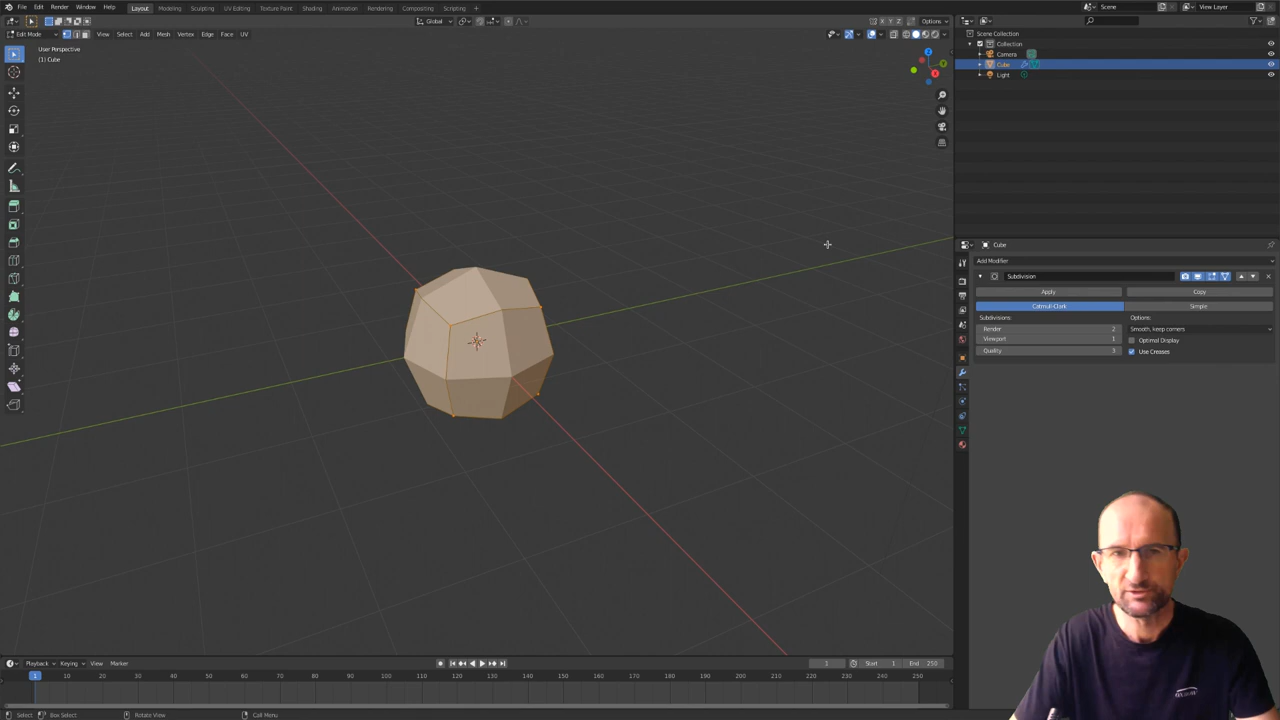 File Edit Render Window Help Layout Modeling Sculpting UV Editing Texture Paint Shading Animation Rendering Compositing Scripting Scene View Layer
Global Options
Edit Mode View Select Add Mesh Vertex Edge Face UV
User Perspective
(1) Cube
Scene Collection
Collection
Camera
Cube
Light
Cube
Add Modifier
Subdivision
Apply Copy
Catmull-Clark Simple
Subdivisions: Options:
Render 2 Smooth, keep corners
Viewport 1 Optimal Display
Quality 3 Use Creases
X Y Z
Playback Keying View Marker 1 Start 1 End 250
1 10 20 30 40 50 60 70 80 90 100 110 120 130 140 150 160 170 180 190 200 210 220 230 240 250
Select Box Select Rotate View Call Menu